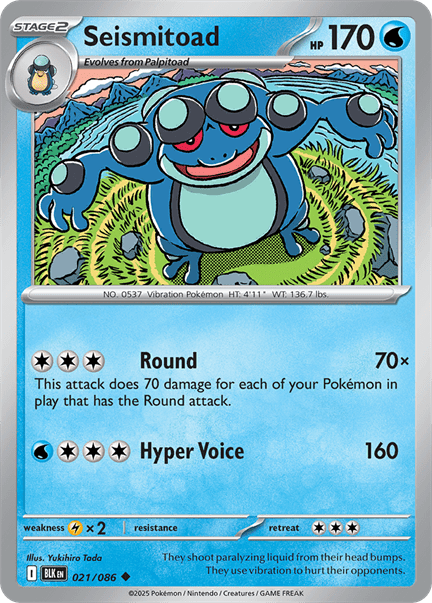 STAGE2 Seismitoad HP 170
Evolves from Palpitoad
NO. 0537 Vibration Pokémon HT: 4'11" WT: 136.7 lbs.
Round 70×
This attack does 70 damage for each of your Pokémon in
play that has the Round attack.
Hyper Voice 160
weakness ×2 resistance retreat
Illus. Yukihiro Tada
They shoot paralyzing liquid from their head bumps.
They use vibration to hurt their opponents.
I BLK EN 021/086
©2025 Pokémon / Nintendo / Creatures / GAME FREAK